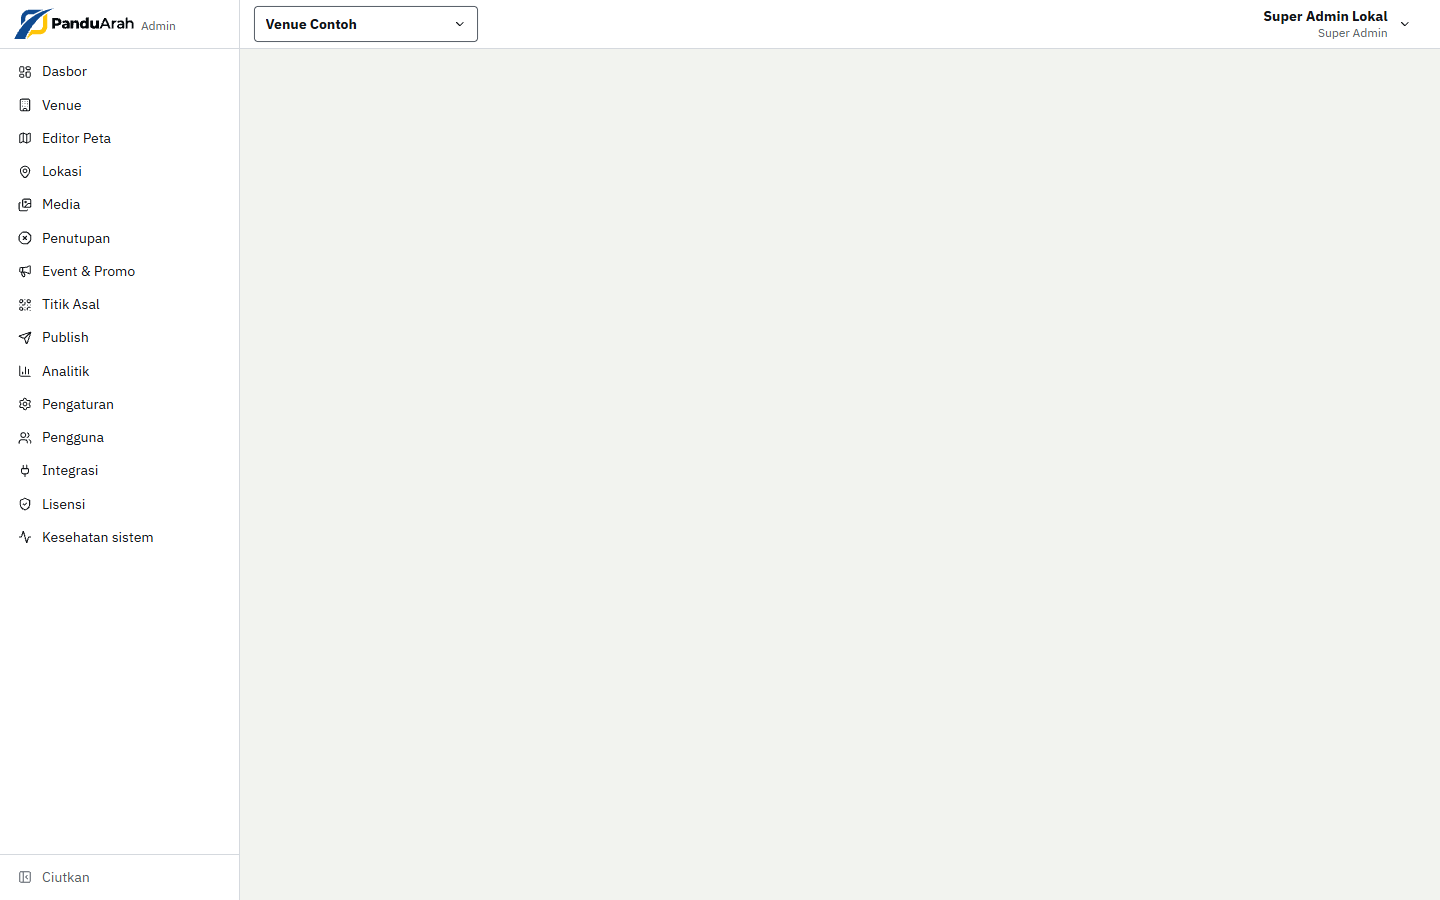 PanduArah Admin
Venue Contoh
Super Admin Lokal
Super Admin
Dasbor
Venue
Editor Peta
Lokasi
Media
Penutupan
Event & Promo
Titik Asal
Publish
Analitik
Pengaturan
Pengguna
Integrasi
Lisensi
Kesehatan sistem
Ciutkan